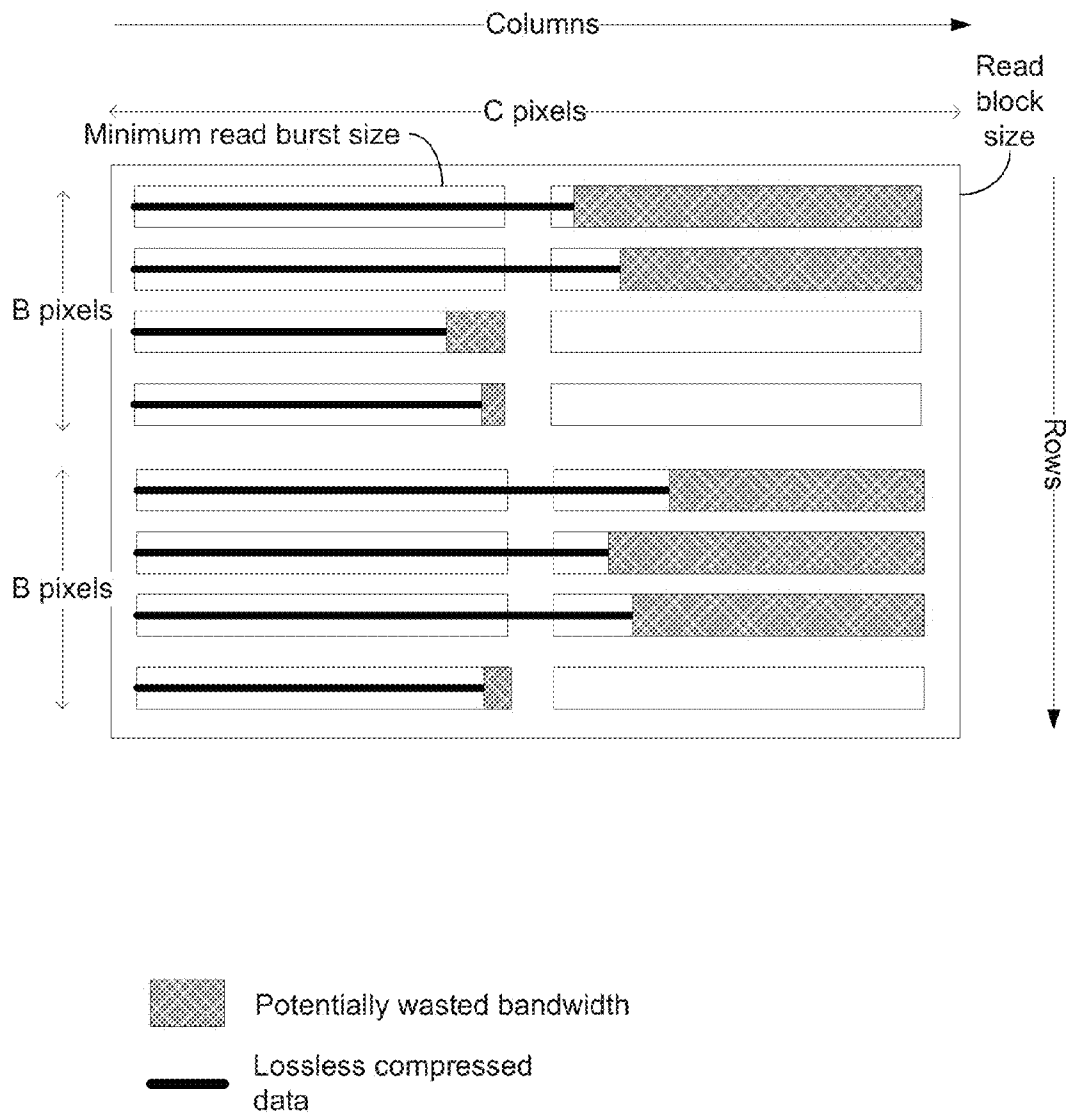 Columns
Read
block
size
C pixels
Minimum read burst size
B pixels
Rows
B pixels
Potentially wasted bandwidth
Lossless compressed
data